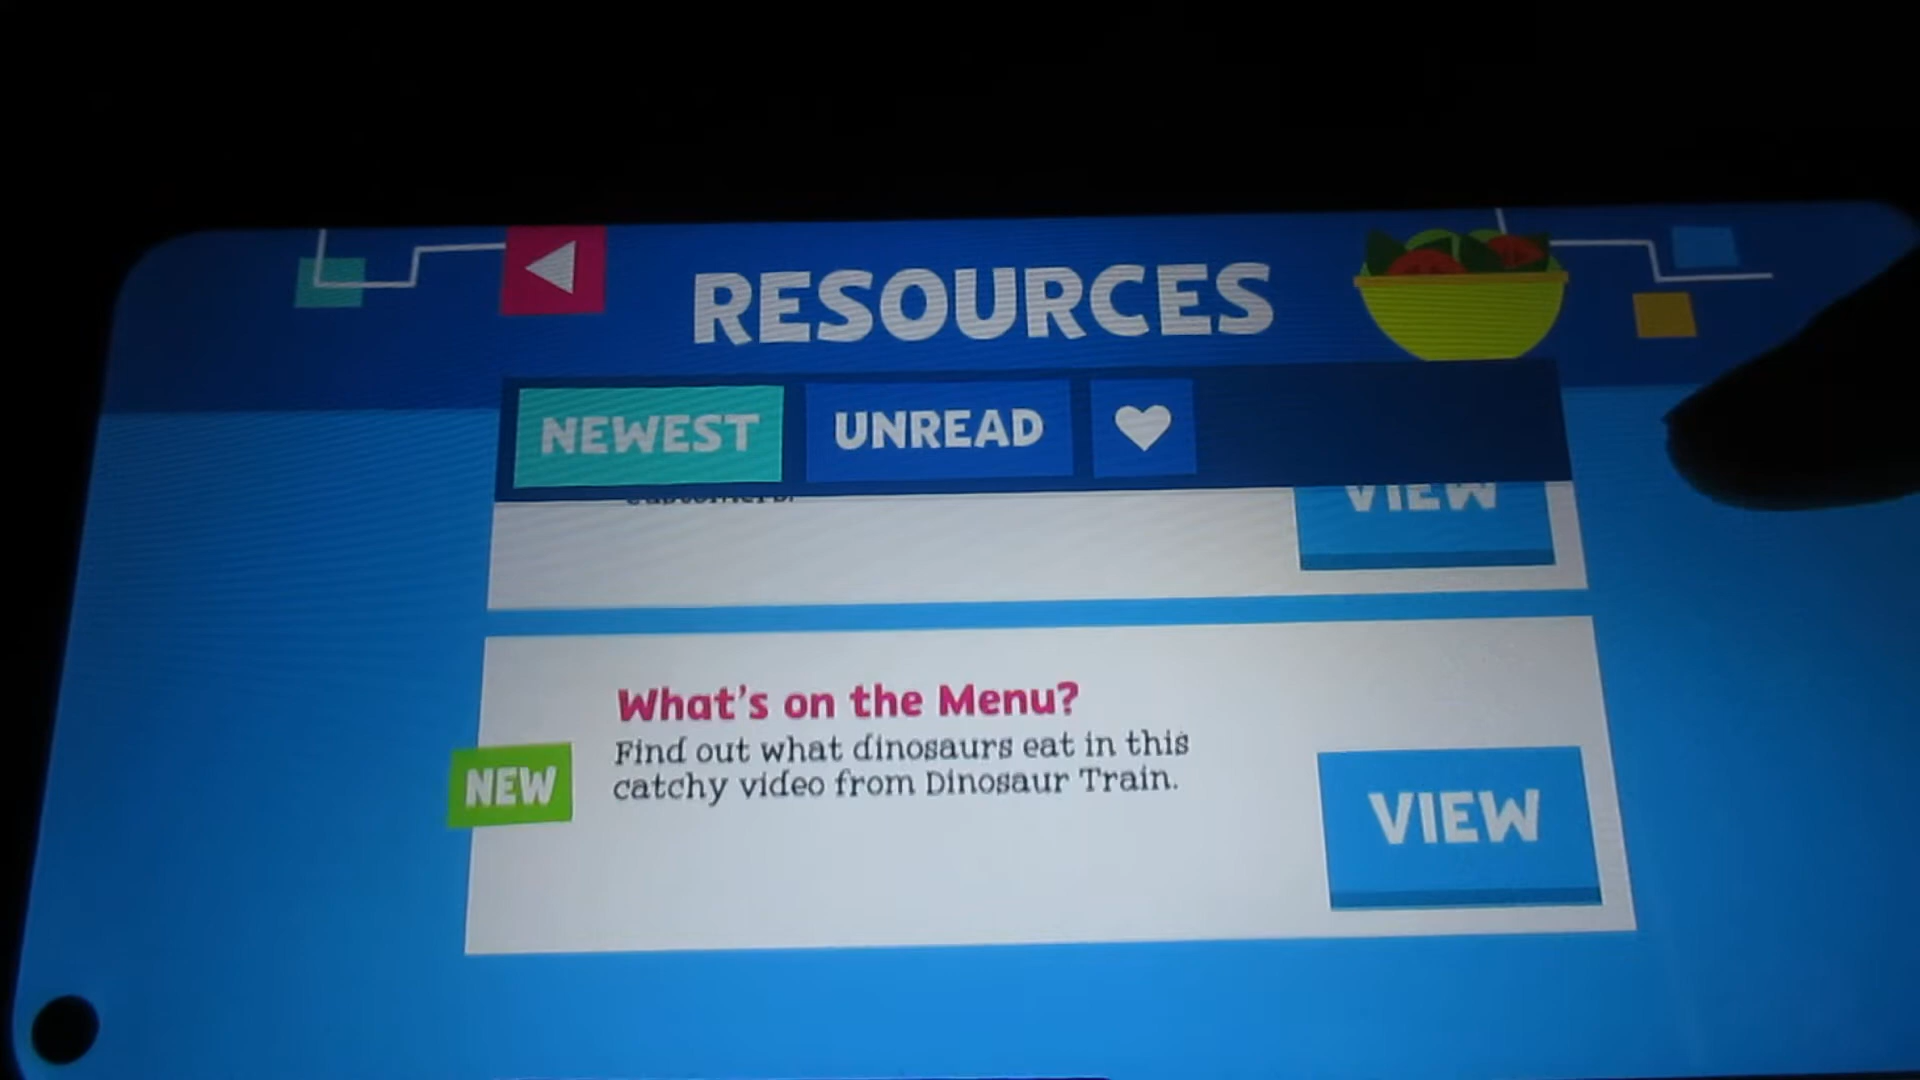 RESOURCES
NEWEST UNREAD
VIEW
What's on the Menu?
Find out what dinosaurs eat in this
catchy video from Dinosaur Train.
NEW
VIEW